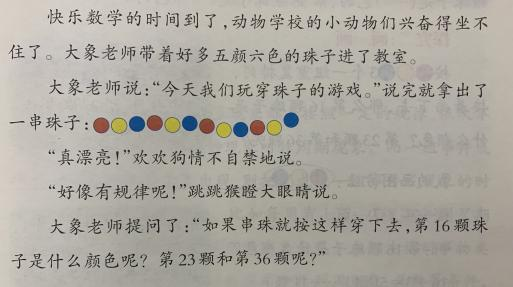 快乐数学的时间到了，动物学校的小动物们兴奋得坐不
住了。大象老师带着好多五颜六色的珠子进了教室。
大象老师说：“今天我们玩穿珠子的游戏。”说完就拿出了
一串珠子：
“真漂亮！”欢欢狗情不自禁地说。
“好像有规律呢！”跳跳猴瞪大眼睛说。
大象老师提问了：“如果串珠就按这样穿下去，第16颗珠
子是什么颜色呢？第23颗和第36颗呢？”